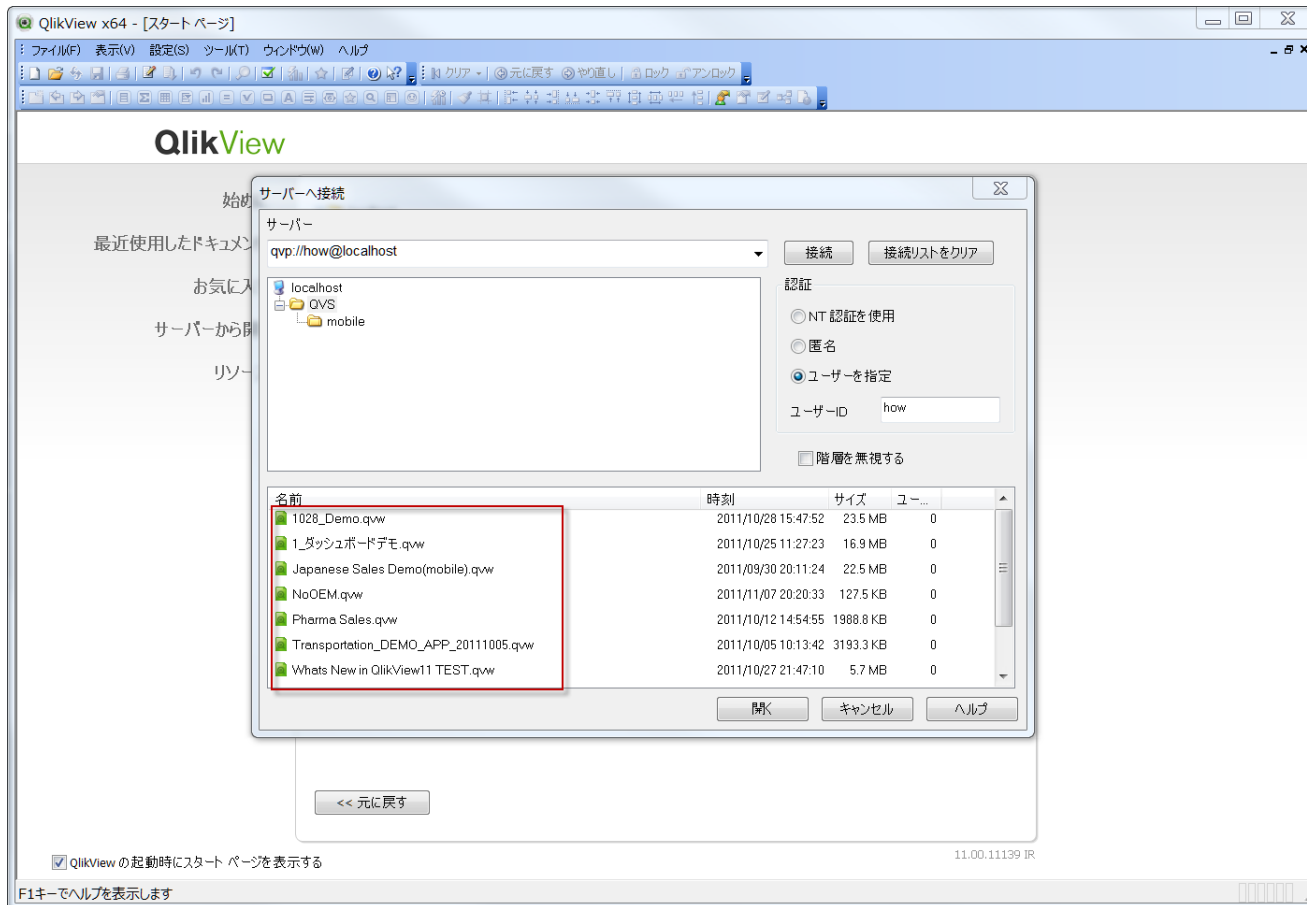 QlikView x64 - [スタート ページ]
ファイル(F) 表示(V) 設定(S) ツール(T) ウィンドウ(W) ヘルプ
クリア 元に戻す やり直し ロック アンロック
QlikView
始め
最近使用したドキュメン
お気に入
サーバーから開
リソー
サーバーへ接続
サーバー
qvp://how@localhost
接続 接続リストをクリア
localhost
QVS
mobile
認証
NT 認証を使用
匿名
ユーザーを指定
ユーザーID how
階層を無視する
名前 時刻 サイズ ユー...
1028_Demo.qvw 2011/10/28 15:47:52 23.5 MB 0
1_ダッシュボードデモ.qvw 2011/10/25 11:27:23 16.9 MB 0
Japanese Sales Demo(mobile).qvw 2011/09/30 20:11:24 22.5 MB 0
NoOEM.qvw 2011/11/07 20:20:33 127.5 KB 0
Pharma Sales.qvw 2011/10/12 14:54:55 1988.8 KB 0
Transportation_DEMO_APP_20111005.qvw 2011/10/05 10:13:42 3193.3 KB 0
Whats New in QlikView11 TEST.qvw 2011/10/27 21:47:10 5.7 MB 0
開く キャンセル ヘルプ
<< 元に戻す
QlikView の起動時にスタート ページを表示する
11.00.11139 IR
F1キーでヘルプを表示します